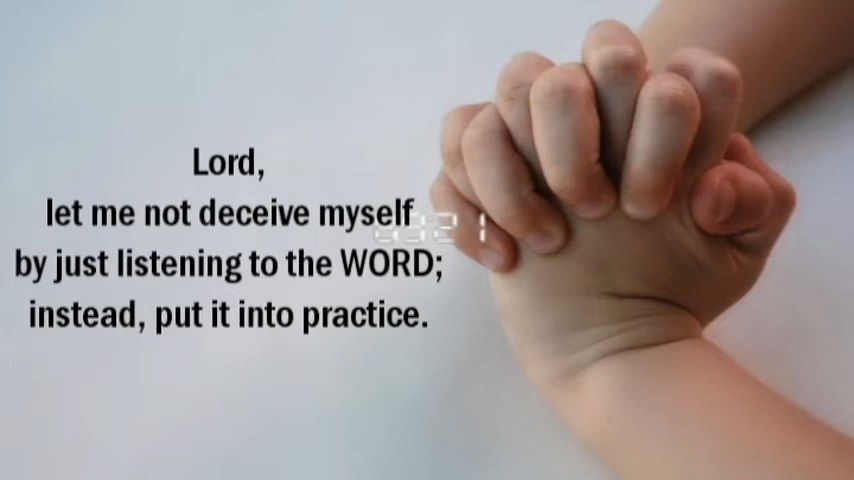 Lord,
let me not deceive myself
by just listening to the WORD;
instead, put it into practice.